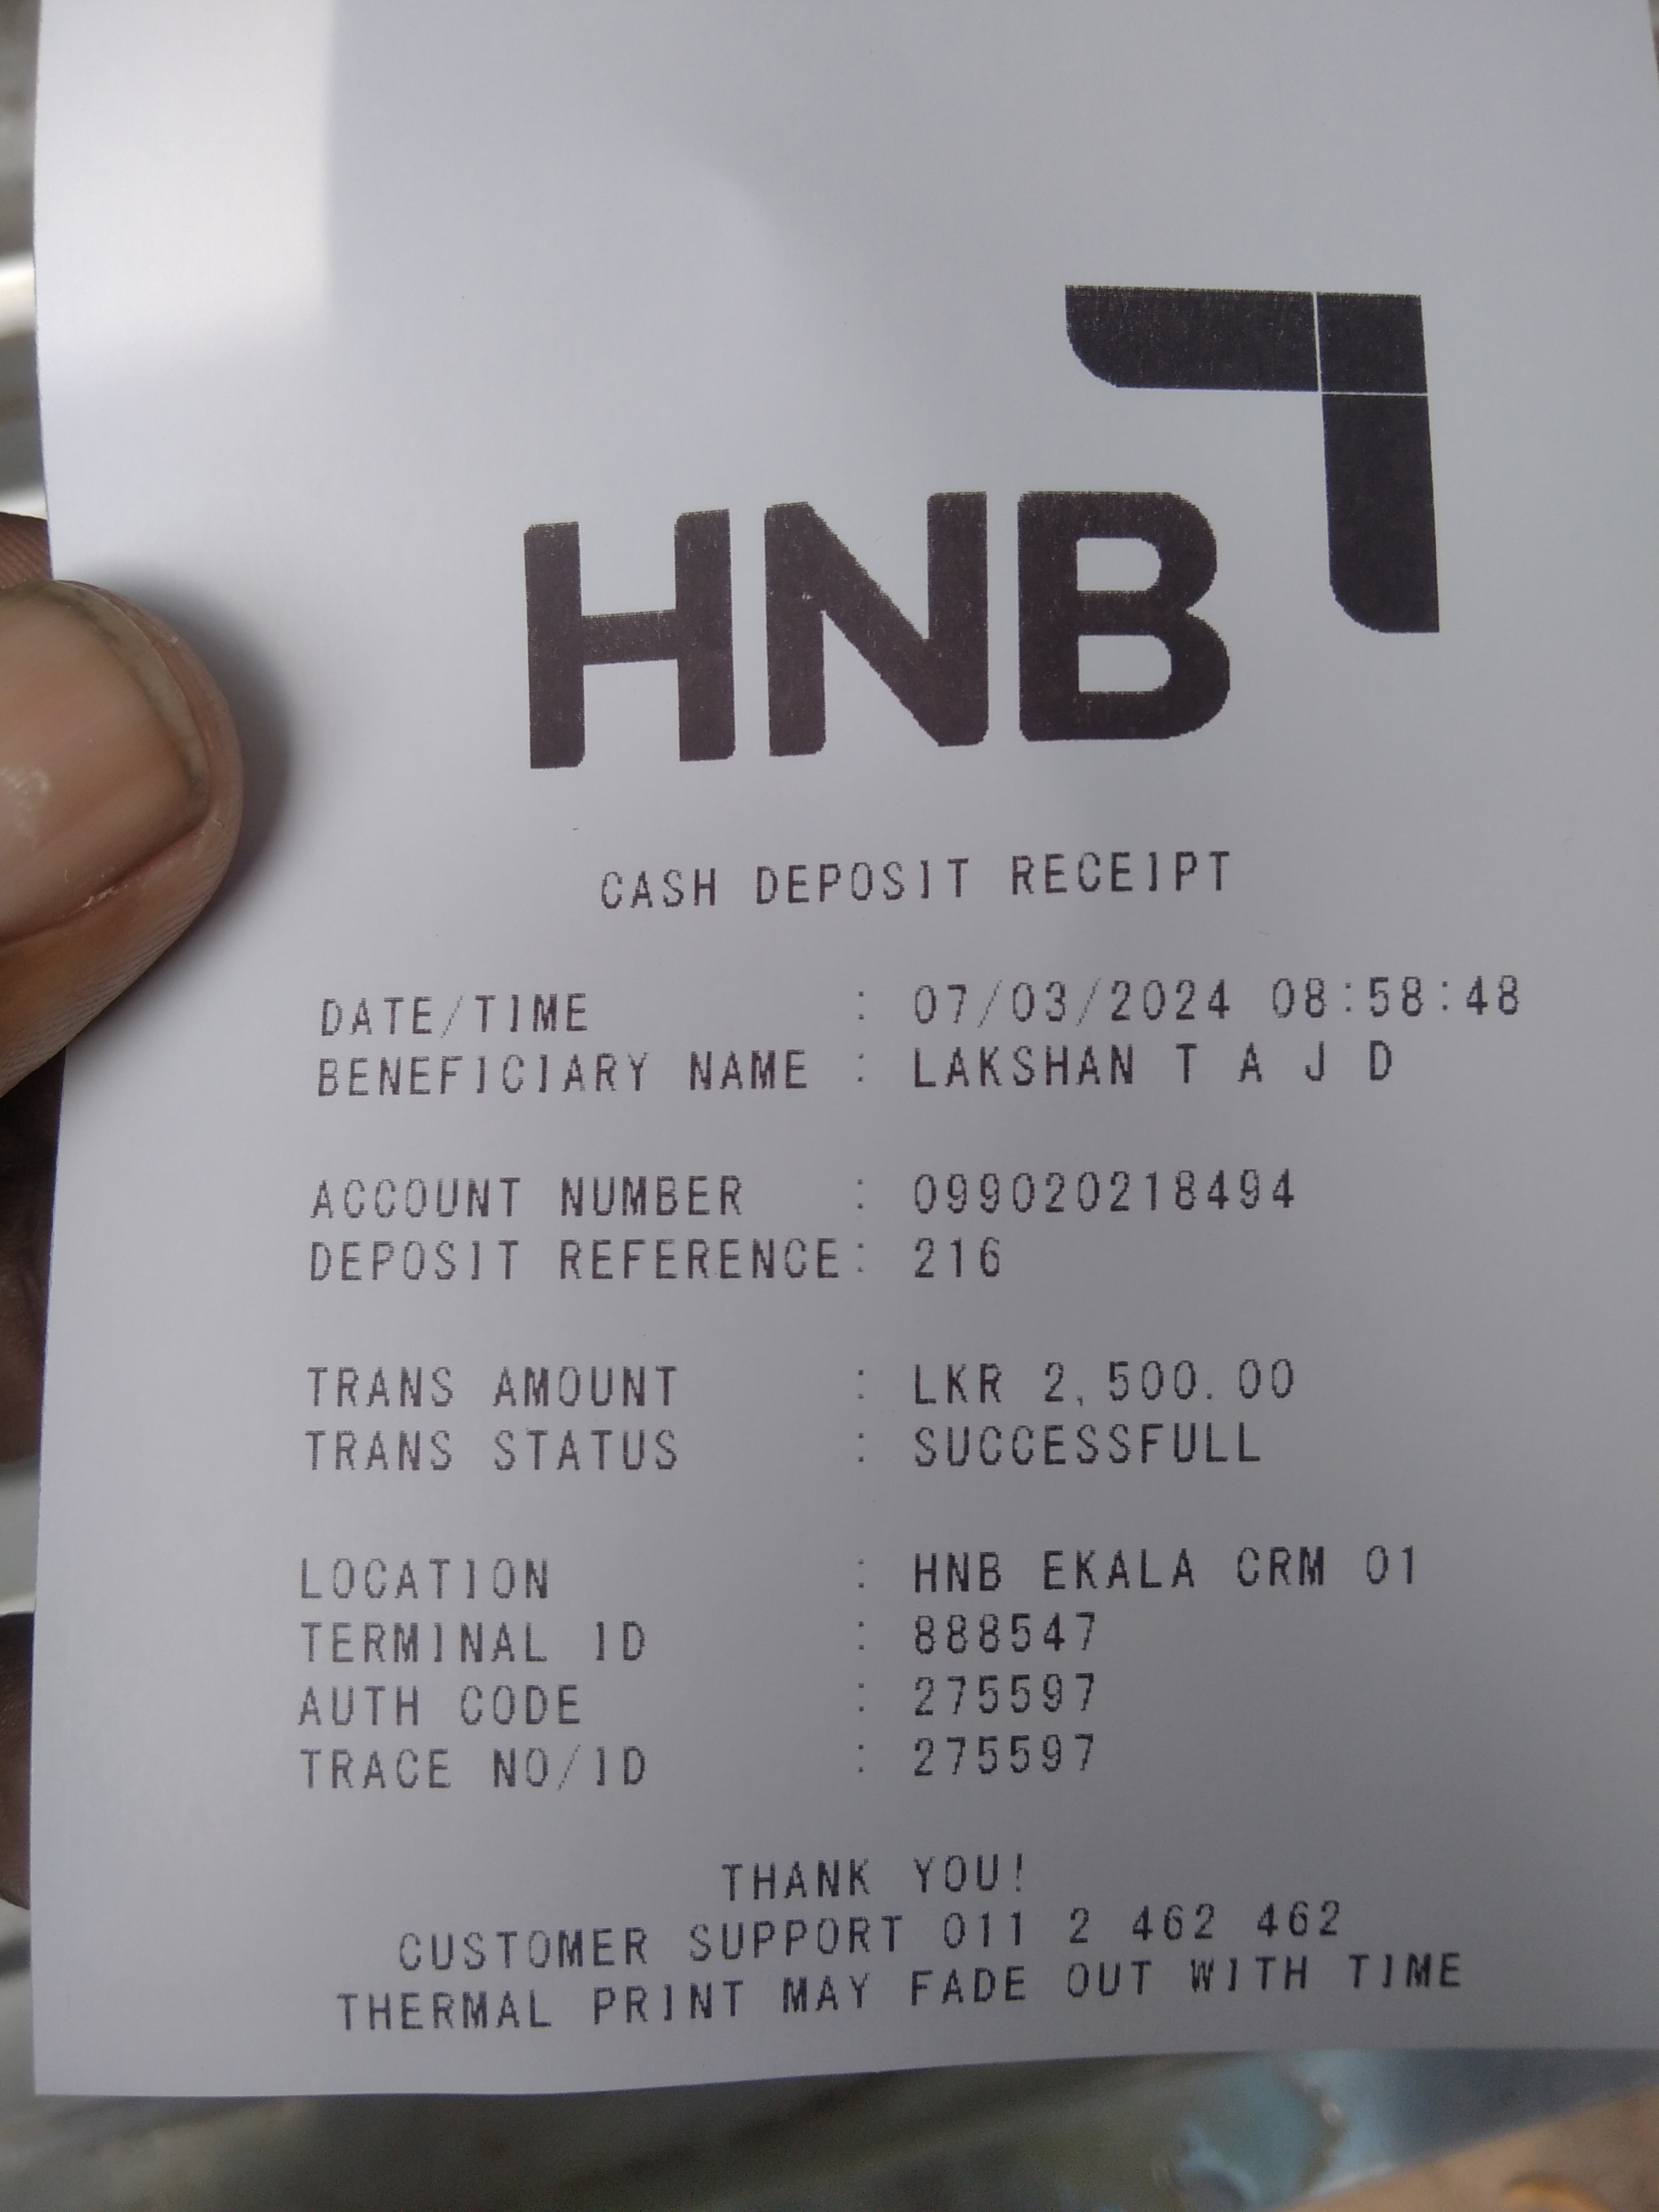 HNB
CASH DEPOSIT RECEIPT
DATE/TIME : 07/03/2024 08:58:48
BENEFICIARY NAME : LAKSHAN T A J D
ACCOUNT NUMBER : 099020218494
DEPOSIT REFERENCE: 216
TRANS AMOUNT : LKR 2,500.00
TRANS STATUS : SUCCESSFULL
LOCATION : HNB EKALA CRM 01
TERMINAL ID : 888547
AUTH CODE : 275597
TRACE NO/ID : 275597
THANK YOU!
CUSTOMER SUPPORT 011 2 462 462
THERMAL PRINT MAY FADE OUT WITH TIME